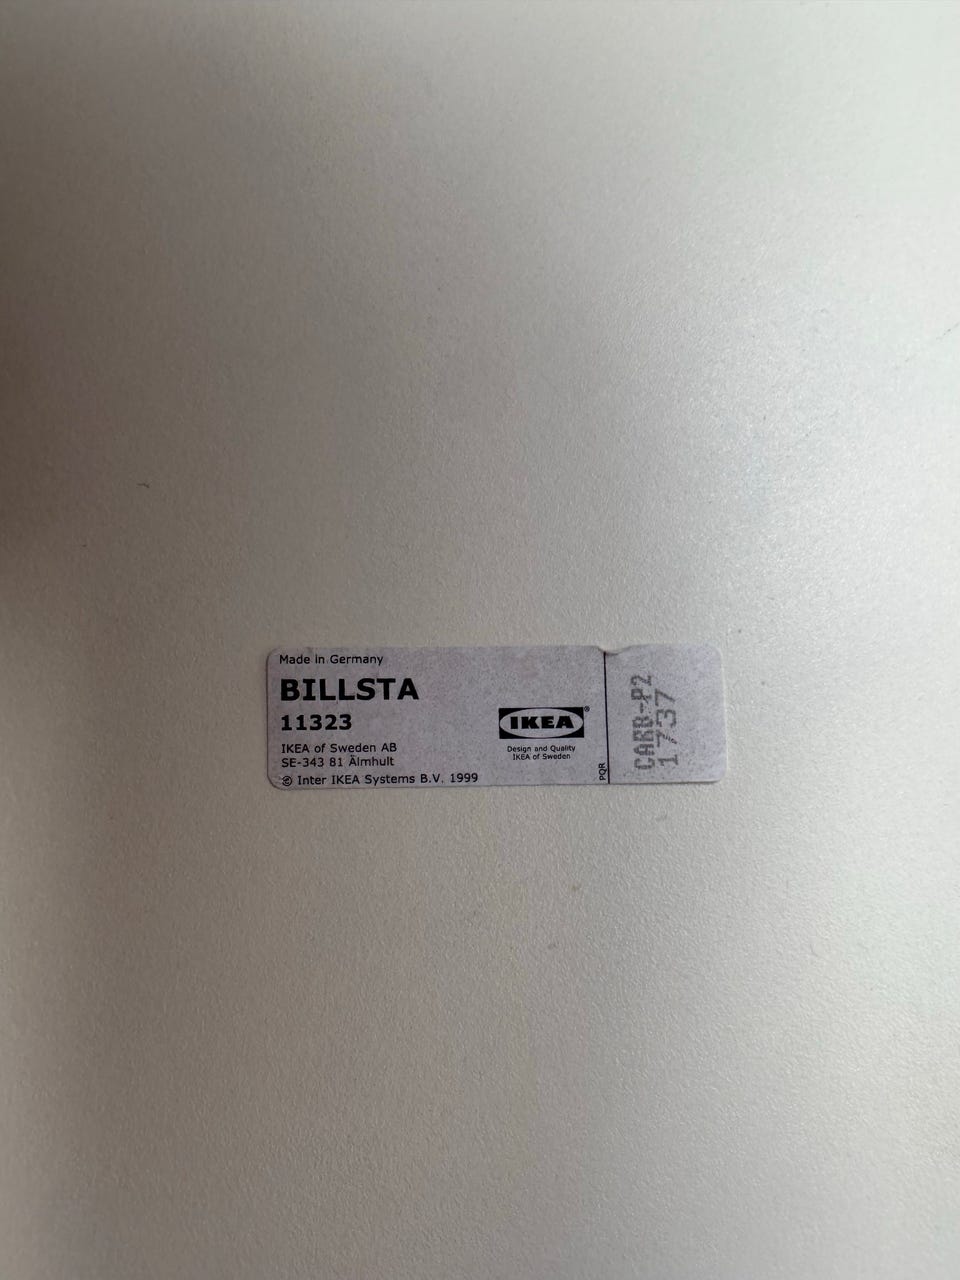 Made in Germany
BILLSTA
11323
IKEA of Sweden AB
SE-343 81 Älmhult
© Inter IKEA Systems B.V. 1999
IKEA®
Design and Quality
IKEA of Sweden
PQR
CARB-P2
1737